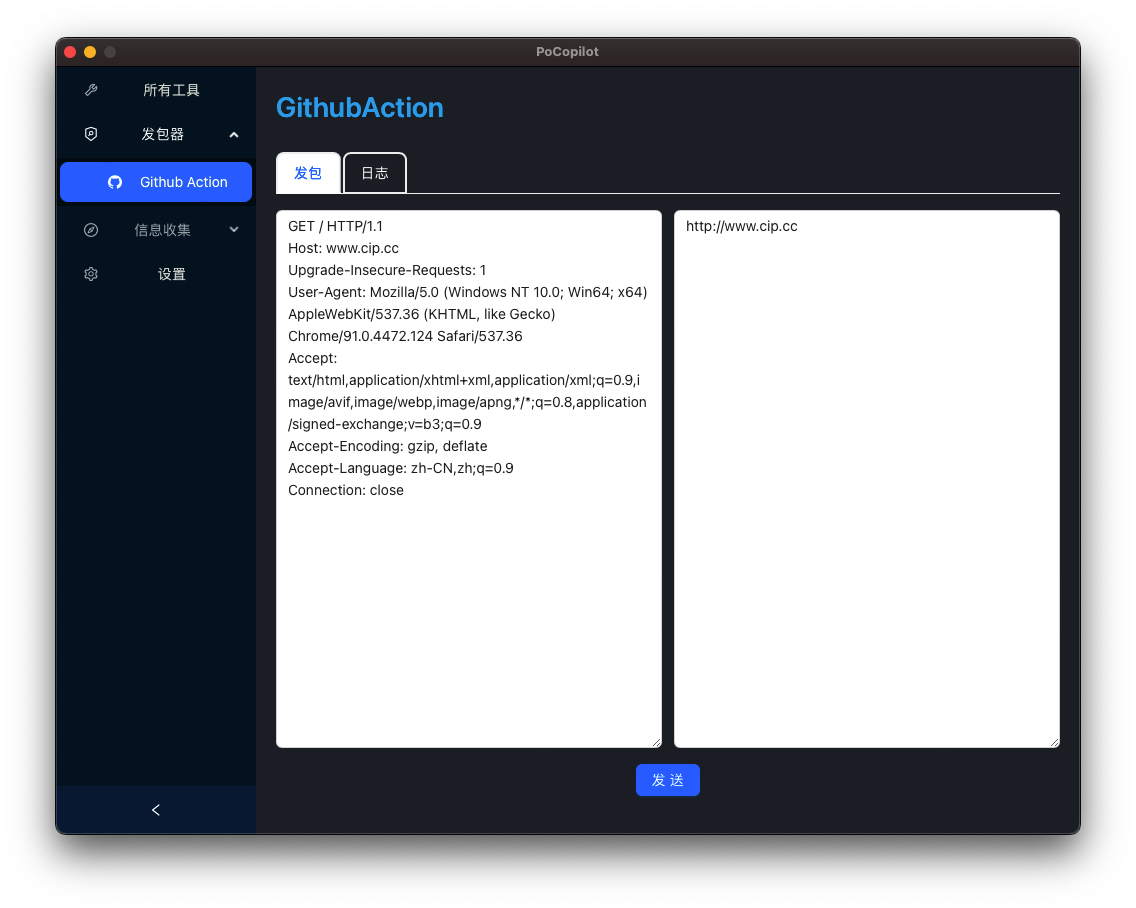 PoCopilot
所有工具
发包器
Github Action
信息收集
设置
GithubAction
发包
日志
GET / HTTP/1.1
Host: www.cip.cc
Upgrade-Insecure-Requests: 1
User-Agent: Mozilla/5.0 (Windows NT 10.0; Win64; x64)
AppleWebKit/537.36 (KHTML, like Gecko)
Chrome/91.0.4472.124 Safari/537.36
Accept:
text/html,application/xhtml+xml,application/xml;q=0.9,i
mage/avif,image/webp,image/apng,*/*;q=0.8,application
/signed-exchange;v=b3;q=0.9
Accept-Encoding: gzip, deflate
Accept-Language: zh-CN,zh;q=0.9
Connection: close
http://www.cip.cc
发 送